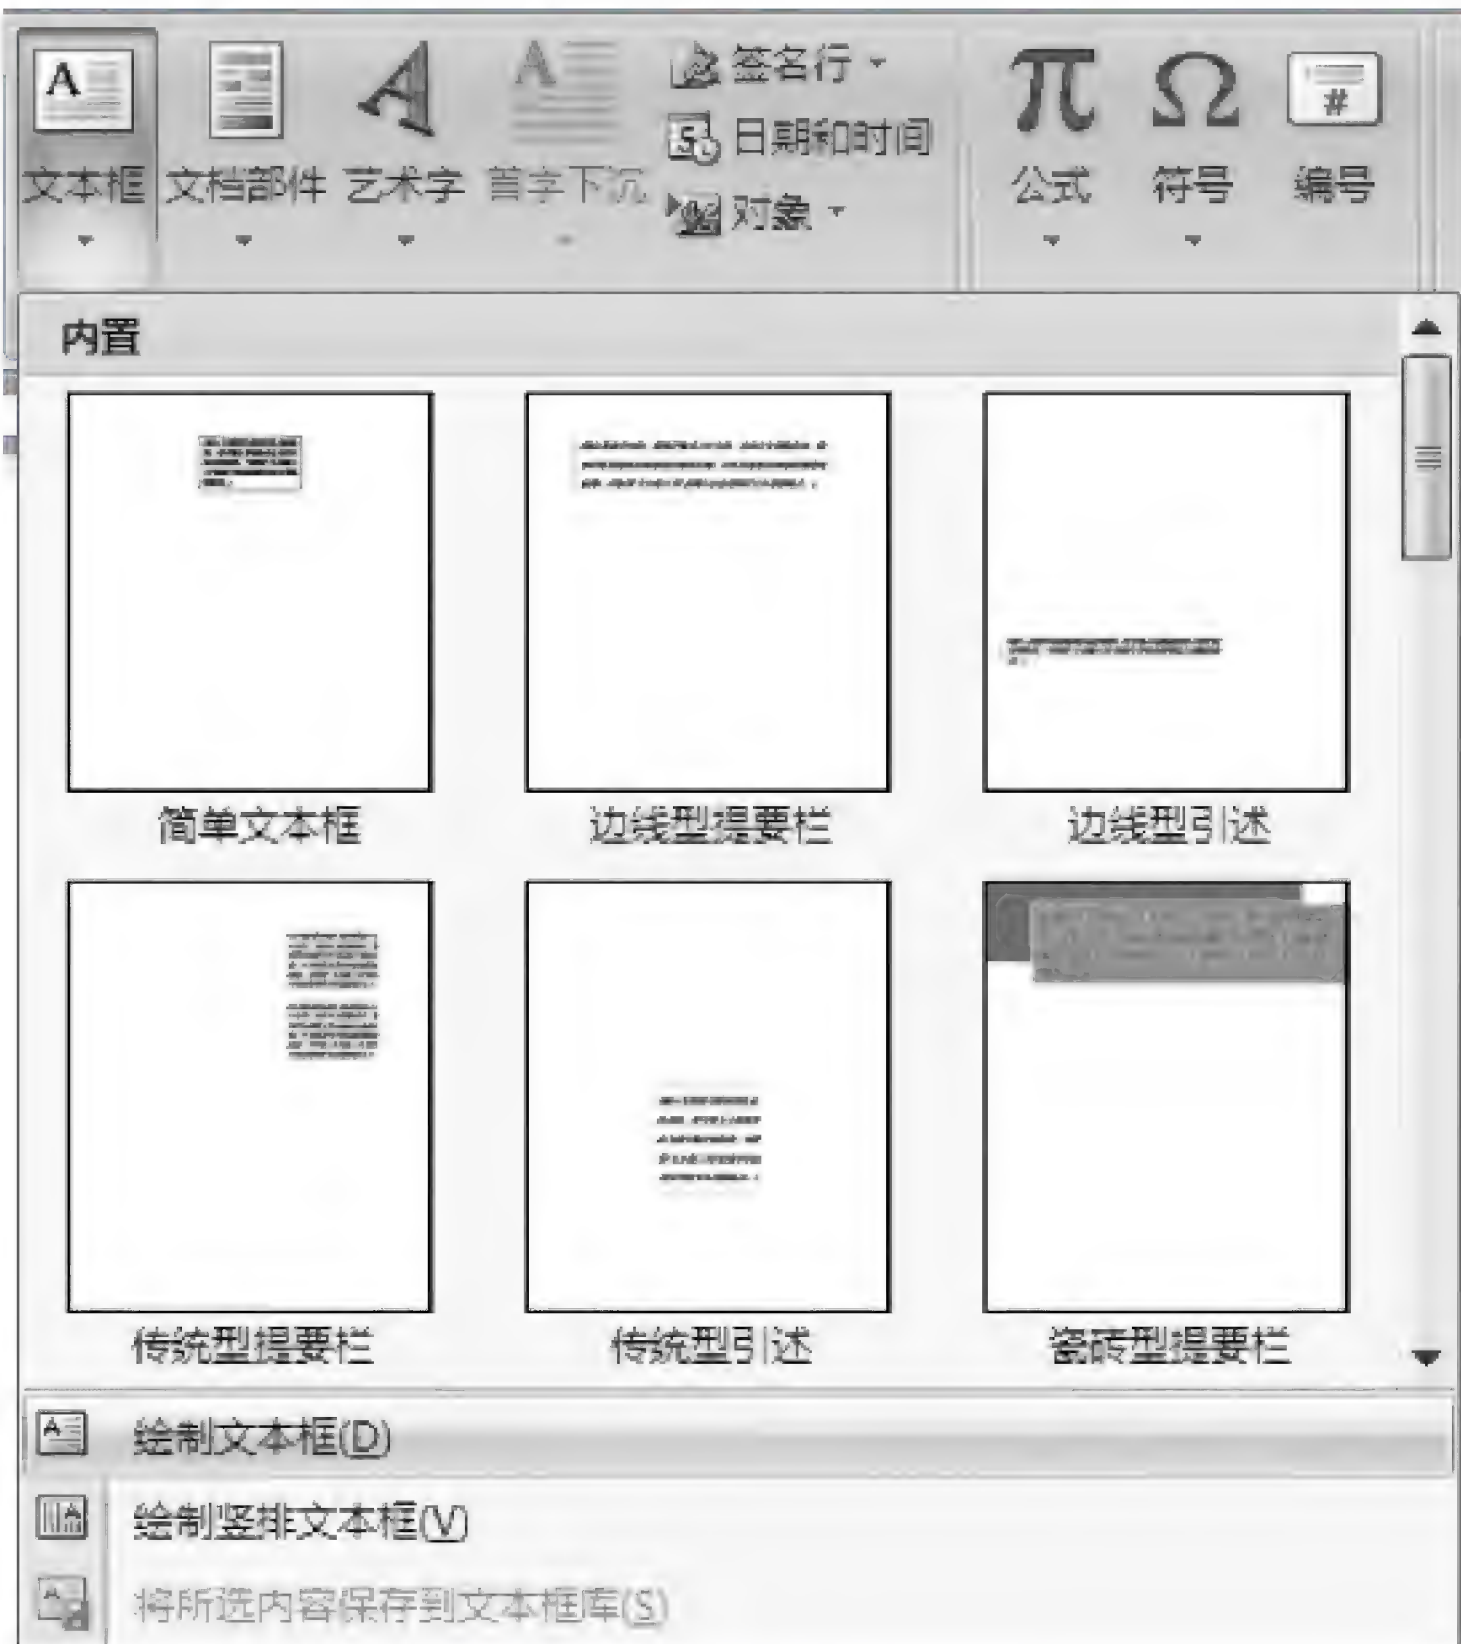 签名行
日期和时间
对象
文本框 文档部件 艺术字 首字下沉 公式 符号 编号
内置
简单文本框 边线型提要栏 边线型引述
传统型提要栏 传统型引述 瓷砖型提要栏
绘制文本框(D)
绘制竖排文本框(V)
将所选内容保存到文本框库(S)